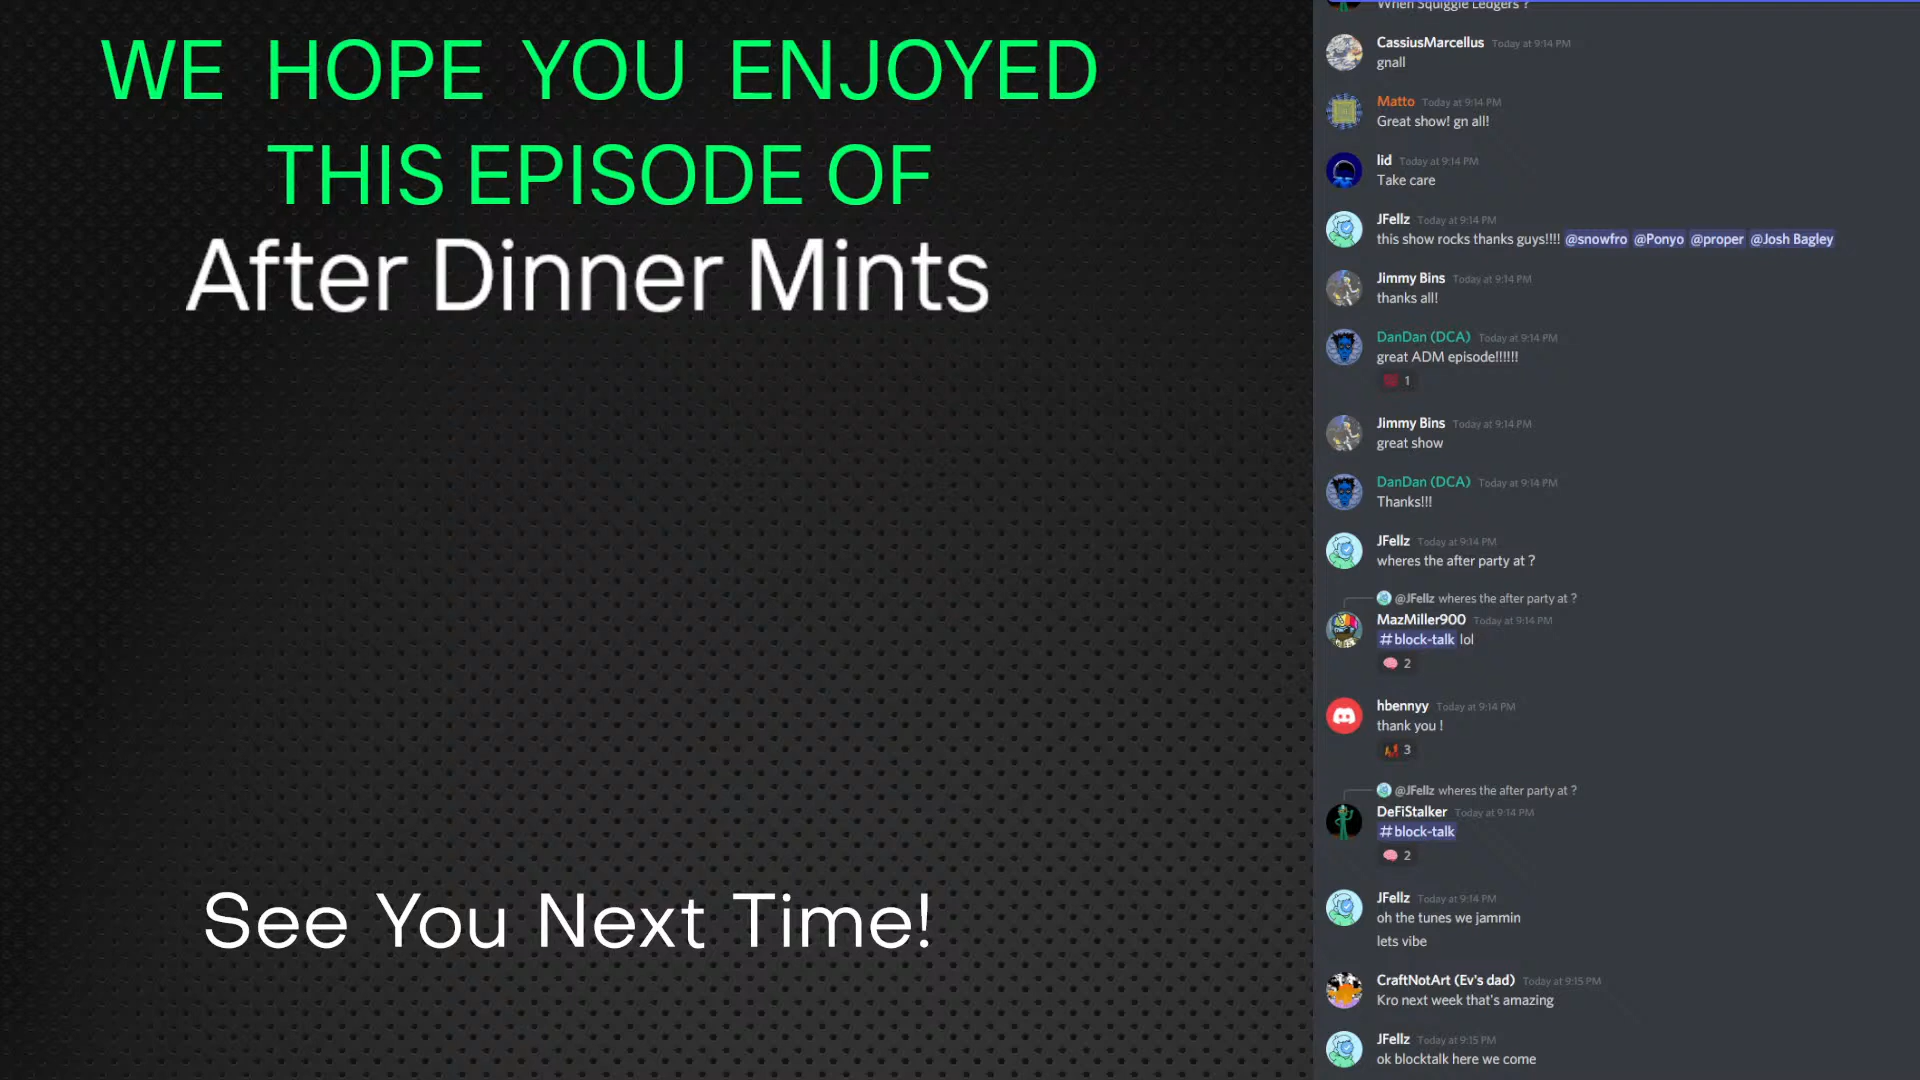 WE HOPE YOU ENJOYED
THIS EPISODE OF
After Dinner Mints
See You Next Time!
When Squiggle Ledgers ?
CassiusMarcellus Today at 9:14 PM
gnall
Matto Today at 9:14 PM
Great show! gn all!
lid Today at 9:14 PM
Take care
JFellz Today at 9:14 PM
this show rocks thanks guys!!!! @snowfro @Ponyo @proper @Josh Bagley
Jimmy Bins Today at 9:14 PM
thanks all!
DanDan (DCA) Today at 9:14 PM
great ADM episode!!!!!!
1
Jimmy Bins Today at 9:14 PM
great show
DanDan (DCA) Today at 9:14 PM
Thanks!!!
JFellz Today at 9:14 PM
wheres the after party at ?
@JFellz wheres the after party at ?
MazMiller900 Today at 9:14 PM
#block-talk lol
2
hbennyy Today at 9:14 PM
thank you !
3
@JFellz wheres the after party at ?
DeFiStalker Today at 9:14 PM
#block-talk
2
JFellz Today at 9:14 PM
oh the tunes we jammin
lets vibe
CraftNotArt (Ev's dad) Today at 9:15 PM
Kro next week that's amazing
JFellz Today at 9:15 PM
ok blocktalk here we come